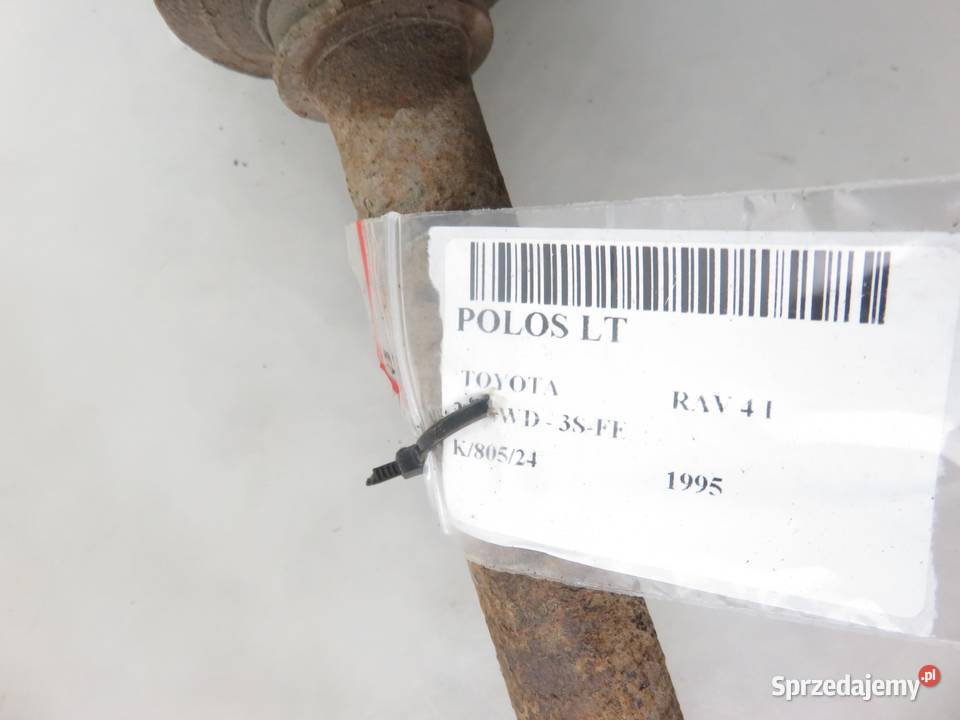 POLOS LT
TOYOTA RAV 4 I
WD - 3S-FE
K/805/24
1995
Sprzedajemy.pl